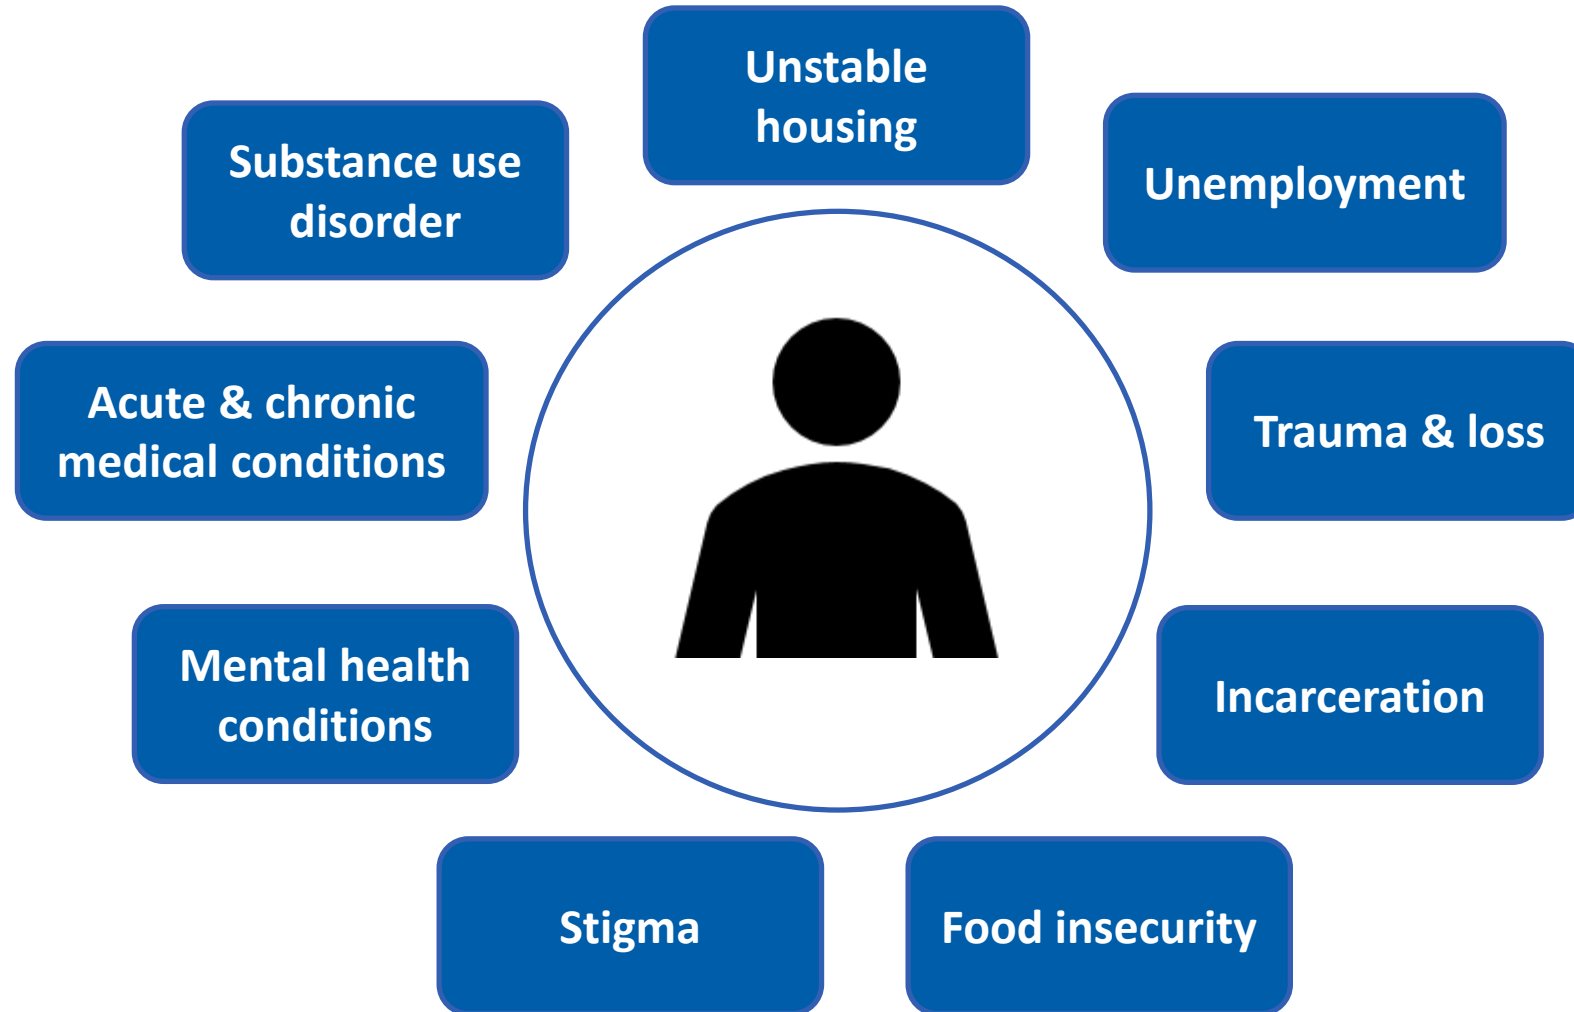 Unstable
housing
Substance use
disorder
Unemployment
Acute & chronic
medical conditions
Trauma & loss
Mental health
conditions
Incarceration
Stigma
Food insecurity